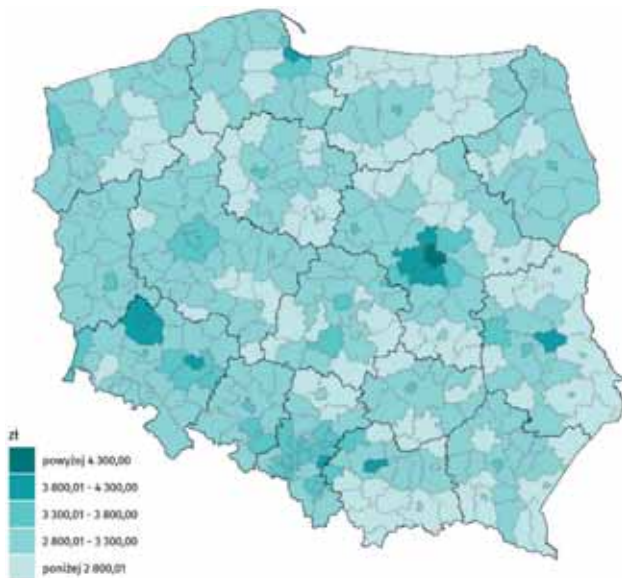 zł
powyżej 4 300,00
3 800,01 - 4 300,00
3 300,01 - 3 800,00
2 800,01 - 3 300,00
poniżej 2 800,01